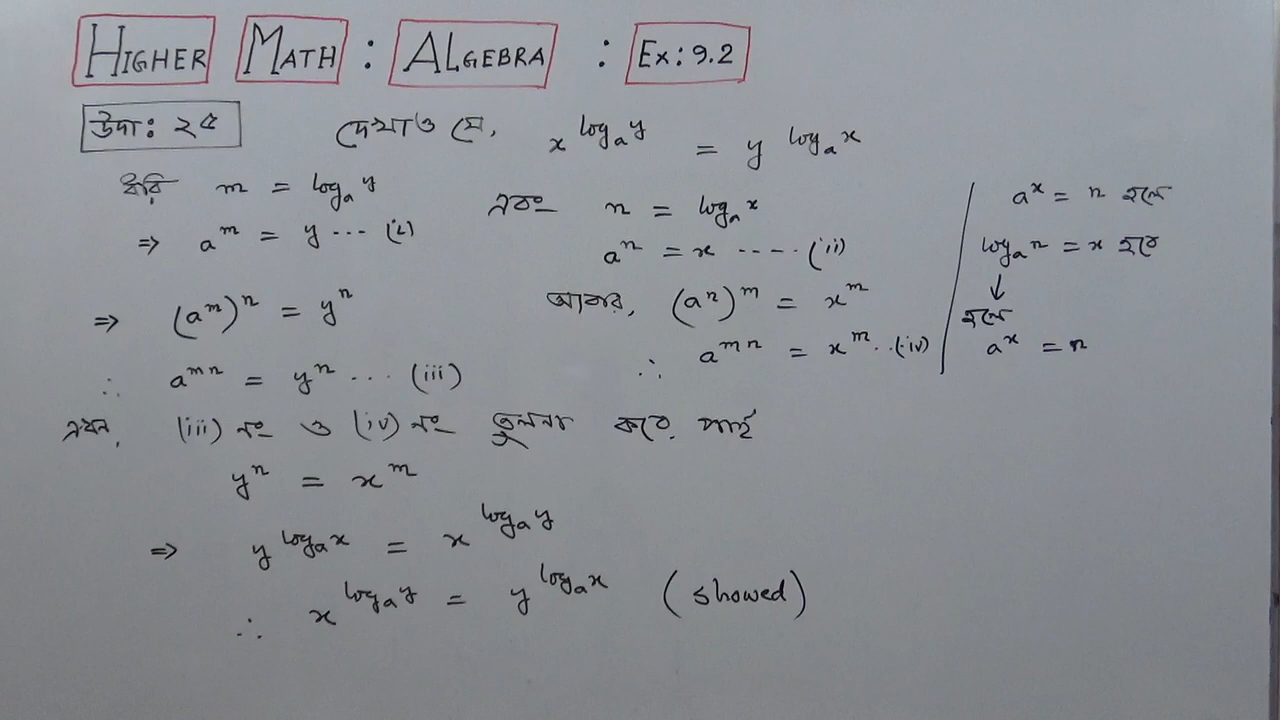 HIGHER MATH : ALGEBRA : Ex: 9.2
উদা: ২৫ দেখাও যে, x^{log_a y} = y^{log_a x}
ধরি m = log_a y এবং n = log_a x
⇒ a^m = y ... (i) a^n = x ..... (ii)
⇒ (a^m)^n = y^n আবার, (a^n)^m = x^m
∴ a^{mn} = y^n ... (iii) ∴ a^{mn} = x^m ..(iv)
এখন, (iii) নং ও (iv) নং তুলনা করে পাই
y^n = x^m
⇒ y^{log_a x} = x^{log_a y}
∴ x^{log_a y} = y^{log_a x} (showed)
a^x = n হলে
log_a n = x হবে
↓
হলে
a^x = n